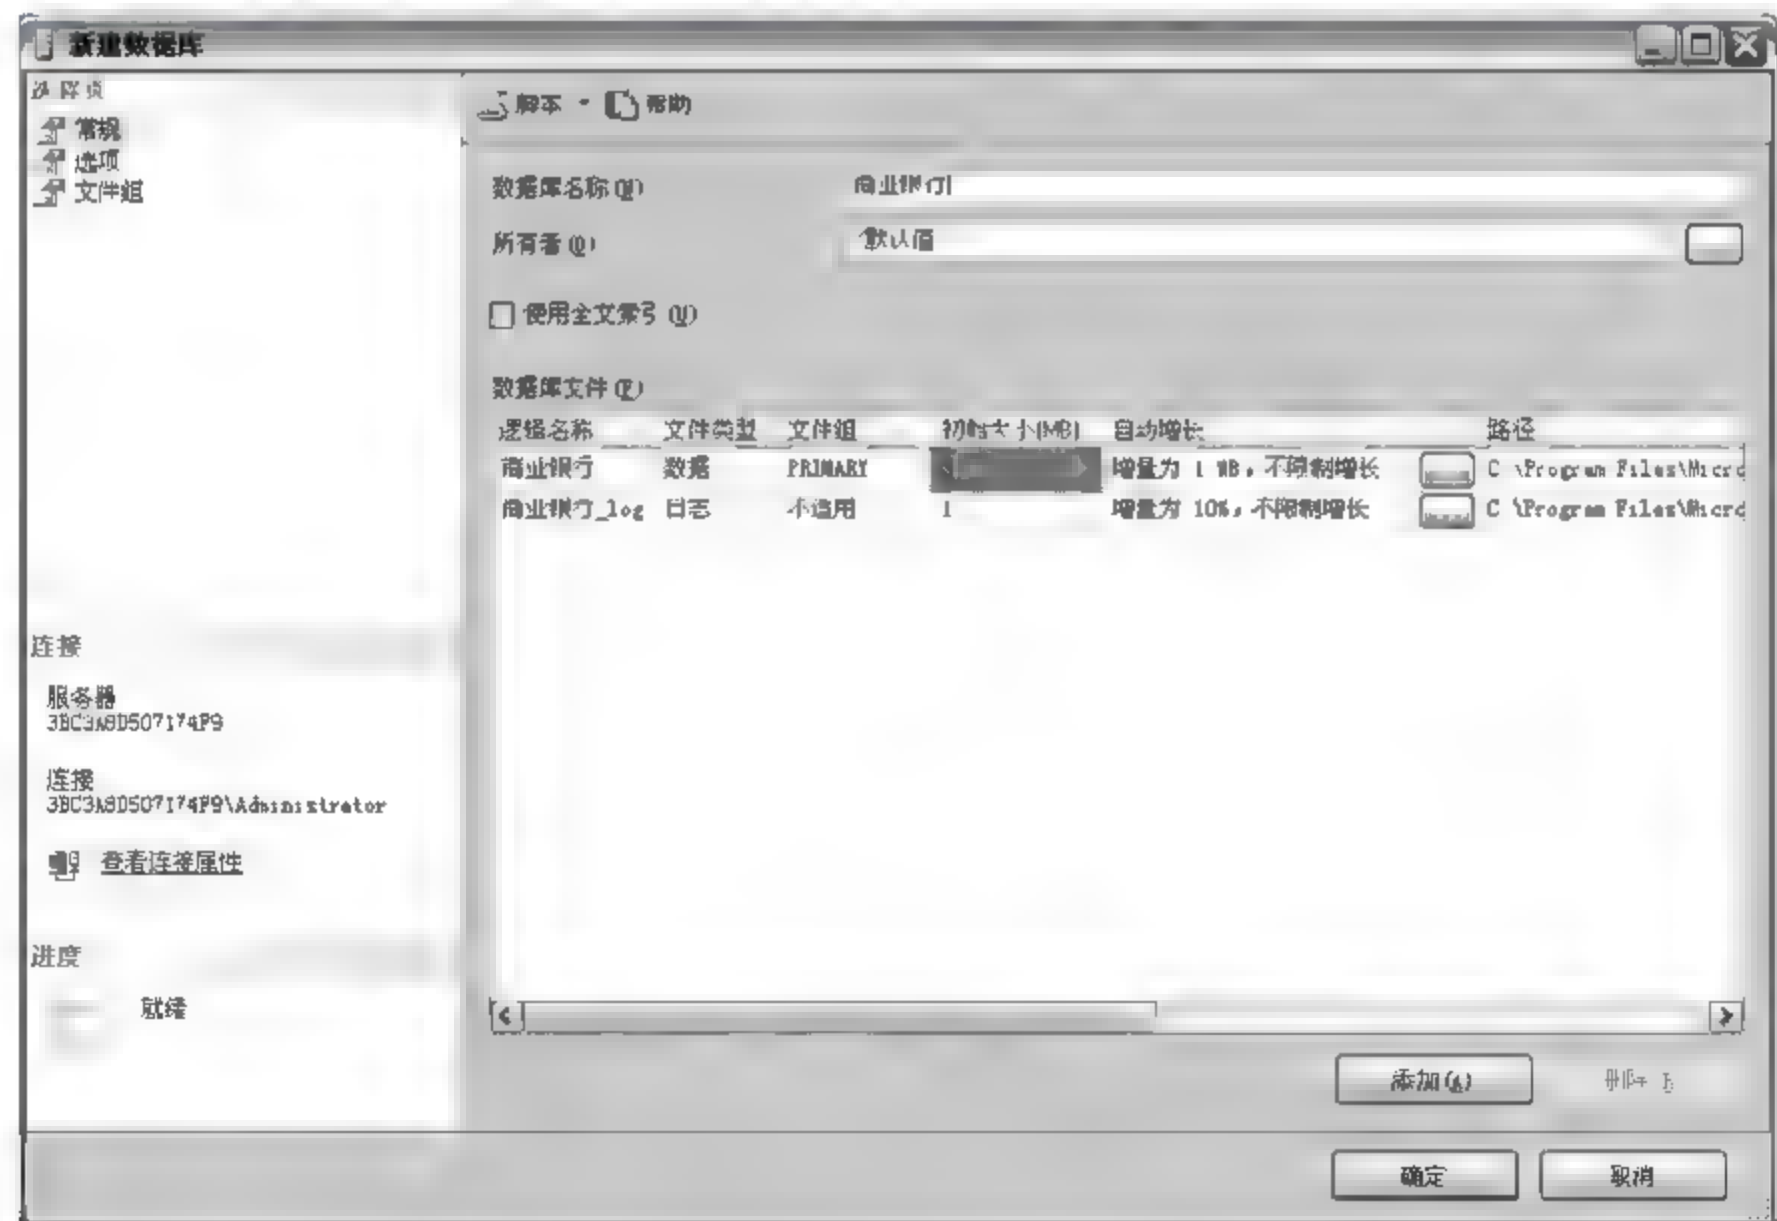 新建数据库
选择页
常规
选项
文件组
脚本 帮助
数据库名称(N)
商业银行
所有者(O)
默认值
使用全文索引(U)
数据库文件(F)
逻辑名称 文件类型 文件组 初始大小(MB) 自动增长 路径
商业银行 数据 PRIMARY 增量为 1 MB，不限制增长 C \Program Files\Micro
商业银行_log 日志 不适用 1 增量为 10%，不限制增长 C \Program Files\Micro
连接
服务器
连接
\Administrator
查看连接属性
进度
就绪
添加(A)
确定 取消